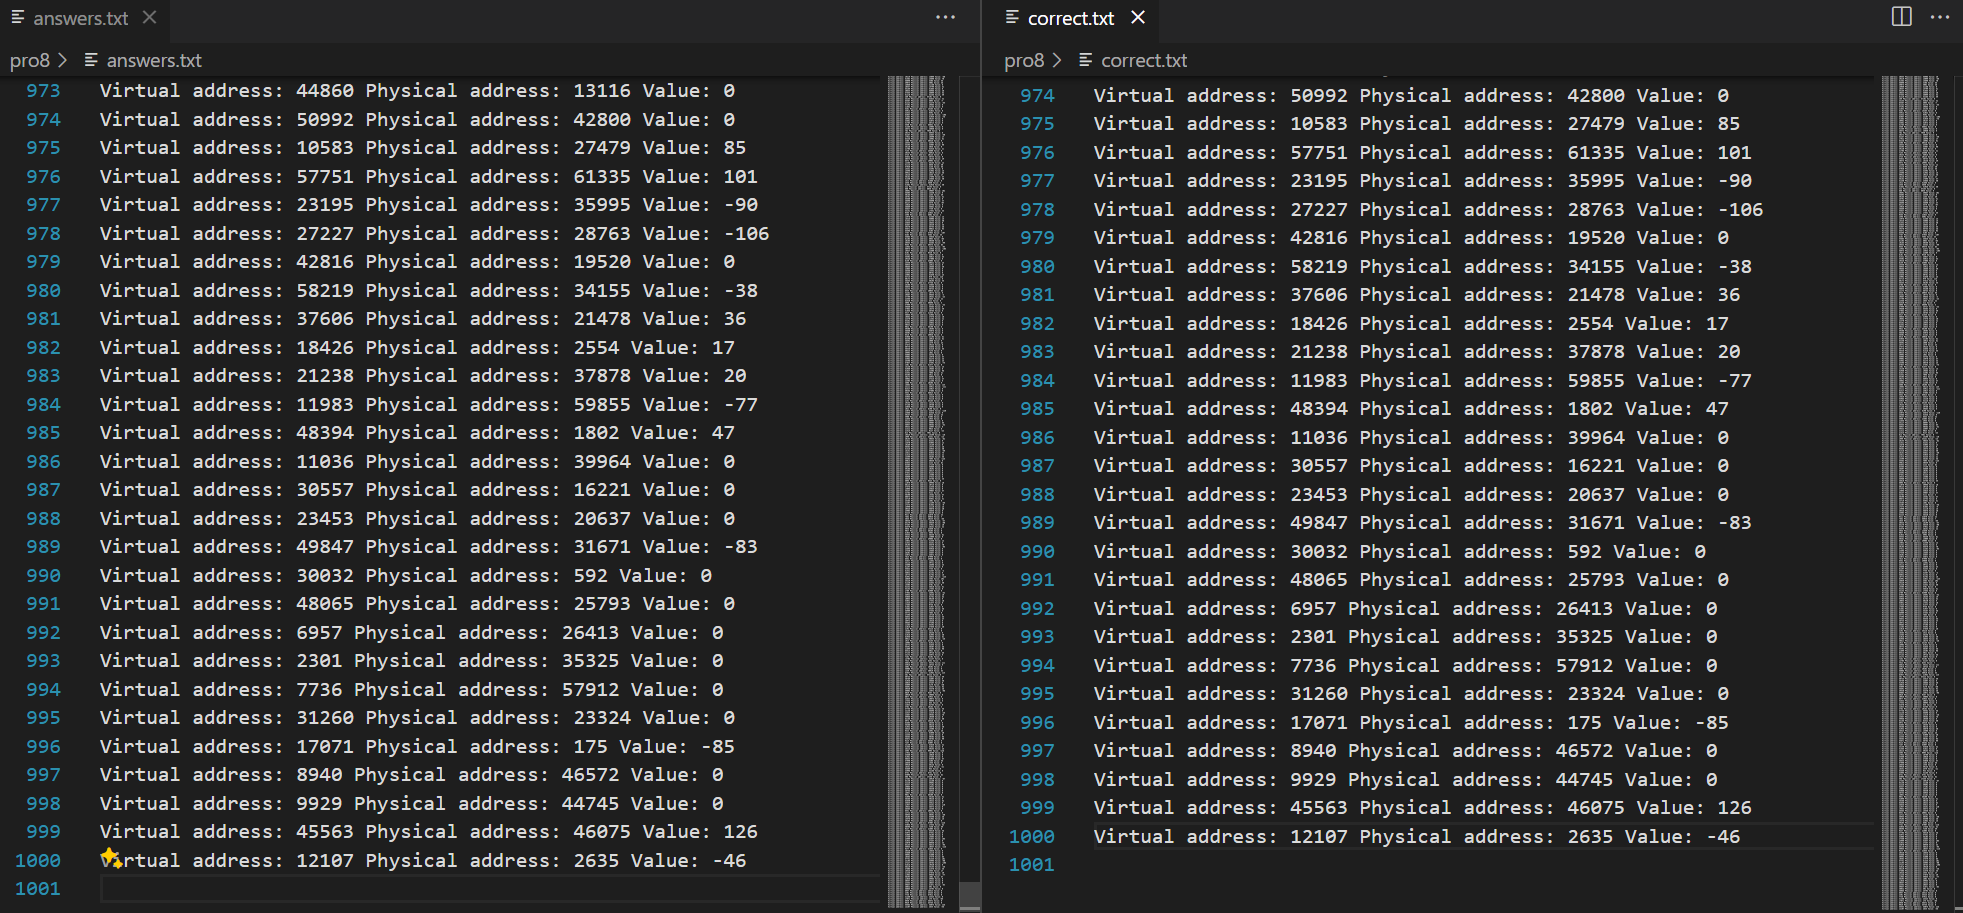 answers.txt
pro8 > answers.txt
973 Virtual address: 44860 Physical address: 13116 Value: 0
974 Virtual address: 50992 Physical address: 42800 Value: 0
975 Virtual address: 10583 Physical address: 27479 Value: 85
976 Virtual address: 57751 Physical address: 61335 Value: 101
977 Virtual address: 23195 Physical address: 35995 Value: -90
978 Virtual address: 27227 Physical address: 28763 Value: -106
979 Virtual address: 42816 Physical address: 19520 Value: 0
980 Virtual address: 58219 Physical address: 34155 Value: -38
981 Virtual address: 37606 Physical address: 21478 Value: 36
982 Virtual address: 18426 Physical address: 2554 Value: 17
983 Virtual address: 21238 Physical address: 37878 Value: 20
984 Virtual address: 11983 Physical address: 59855 Value: -77
985 Virtual address: 48394 Physical address: 1802 Value: 47
986 Virtual address: 11036 Physical address: 39964 Value: 0
987 Virtual address: 30557 Physical address: 16221 Value: 0
988 Virtual address: 23453 Physical address: 20637 Value: 0
989 Virtual address: 49847 Physical address: 31671 Value: -83
990 Virtual address: 30032 Physical address: 592 Value: 0
991 Virtual address: 48065 Physical address: 25793 Value: 0
992 Virtual address: 6957 Physical address: 26413 Value: 0
993 Virtual address: 2301 Physical address: 35325 Value: 0
994 Virtual address: 7736 Physical address: 57912 Value: 0
995 Virtual address: 31260 Physical address: 23324 Value: 0
996 Virtual address: 17071 Physical address: 175 Value: -85
997 Virtual address: 8940 Physical address: 46572 Value: 0
998 Virtual address: 9929 Physical address: 44745 Value: 0
999 Virtual address: 45563 Physical address: 46075 Value: 126
1000 Virtual address: 12107 Physical address: 2635 Value: -46
1001
correct.txt
pro8 > correct.txt
974 Virtual address: 50992 Physical address: 42800 Value: 0
975 Virtual address: 10583 Physical address: 27479 Value: 85
976 Virtual address: 57751 Physical address: 61335 Value: 101
977 Virtual address: 23195 Physical address: 35995 Value: -90
978 Virtual address: 27227 Physical address: 28763 Value: -106
979 Virtual address: 42816 Physical address: 19520 Value: 0
980 Virtual address: 58219 Physical address: 34155 Value: -38
981 Virtual address: 37606 Physical address: 21478 Value: 36
982 Virtual address: 18426 Physical address: 2554 Value: 17
983 Virtual address: 21238 Physical address: 37878 Value: 20
984 Virtual address: 11983 Physical address: 59855 Value: -77
985 Virtual address: 48394 Physical address: 1802 Value: 47
986 Virtual address: 11036 Physical address: 39964 Value: 0
987 Virtual address: 30557 Physical address: 16221 Value: 0
988 Virtual address: 23453 Physical address: 20637 Value: 0
989 Virtual address: 49847 Physical address: 31671 Value: -83
990 Virtual address: 30032 Physical address: 592 Value: 0
991 Virtual address: 48065 Physical address: 25793 Value: 0
992 Virtual address: 6957 Physical address: 26413 Value: 0
993 Virtual address: 2301 Physical address: 35325 Value: 0
994 Virtual address: 7736 Physical address: 57912 Value: 0
995 Virtual address: 31260 Physical address: 23324 Value: 0
996 Virtual address: 17071 Physical address: 175 Value: -85
997 Virtual address: 8940 Physical address: 46572 Value: 0
998 Virtual address: 9929 Physical address: 44745 Value: 0
999 Virtual address: 45563 Physical address: 46075 Value: 126
1000 Virtual address: 12107 Physical address: 2635 Value: -46
1001